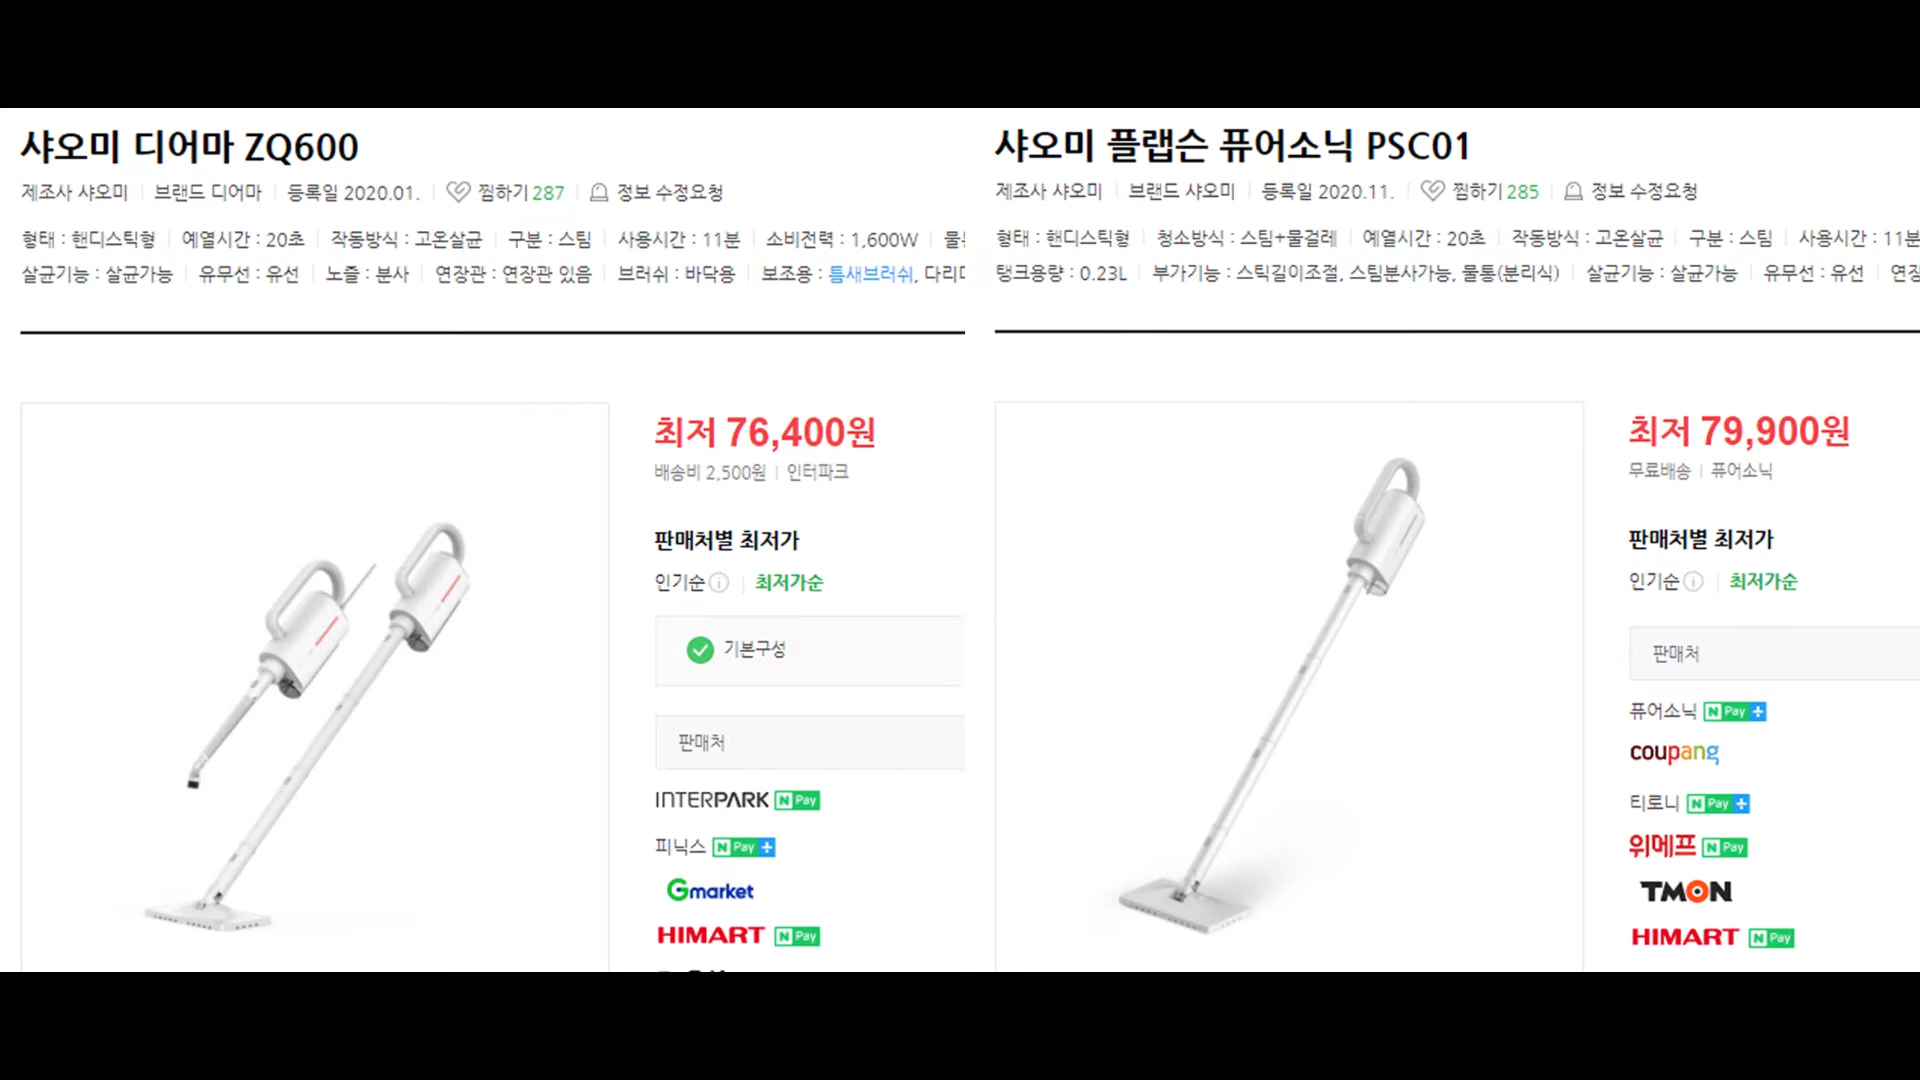 샤오미 디어마 ZQ600
제조사 샤오미 브랜드 디어마 등록일 2020.01. 찜하기 287 정보 수정요청
형태 : 핸디스틱형 예열시간 : 20초 작동방식 : 고온살균 구분 : 스팀 사용시간 : 11분 소비전력 : 1,600W
살균기능 : 살균가능 유무선 : 유선 노즐 : 분사 연장관 : 연장관 있음 브러쉬 : 바닥용 보조용 : 틈새브러쉬,
최저 76,400원
배송비 2,500원 인터파크
판매처별 최저가
인기순 최저가순
기본구성
판매처
INTERPARK N Pay
피닉스 N Pay +
Gmarket
HIMART N Pay
샤오미 플랩슨 퓨어소닉 PSC01
제조사 샤오미 브랜드 샤오미 등록일 2020.11. 찜하기 285 정보 수정요청
형태 : 핸디스틱형 청소방식 : 스팀+물걸레 예열시간 : 20초 작동방식 : 고온살균 구분 : 스팀 사용시간 : 11분
탱크용량 : 0.23L 부가기능 : 스틱길이조절, 스팀분사가능, 물통(분리식) 살균기능 : 살균가능 유무선 : 유선
최저 79,900원
무료배송 퓨어소닉
판매처별 최저가
인기순 최저가순
판매처
퓨어소닉 N Pay +
coupang
티로니 N Pay +
위메프 N Pay
TMON
HIMART N Pay